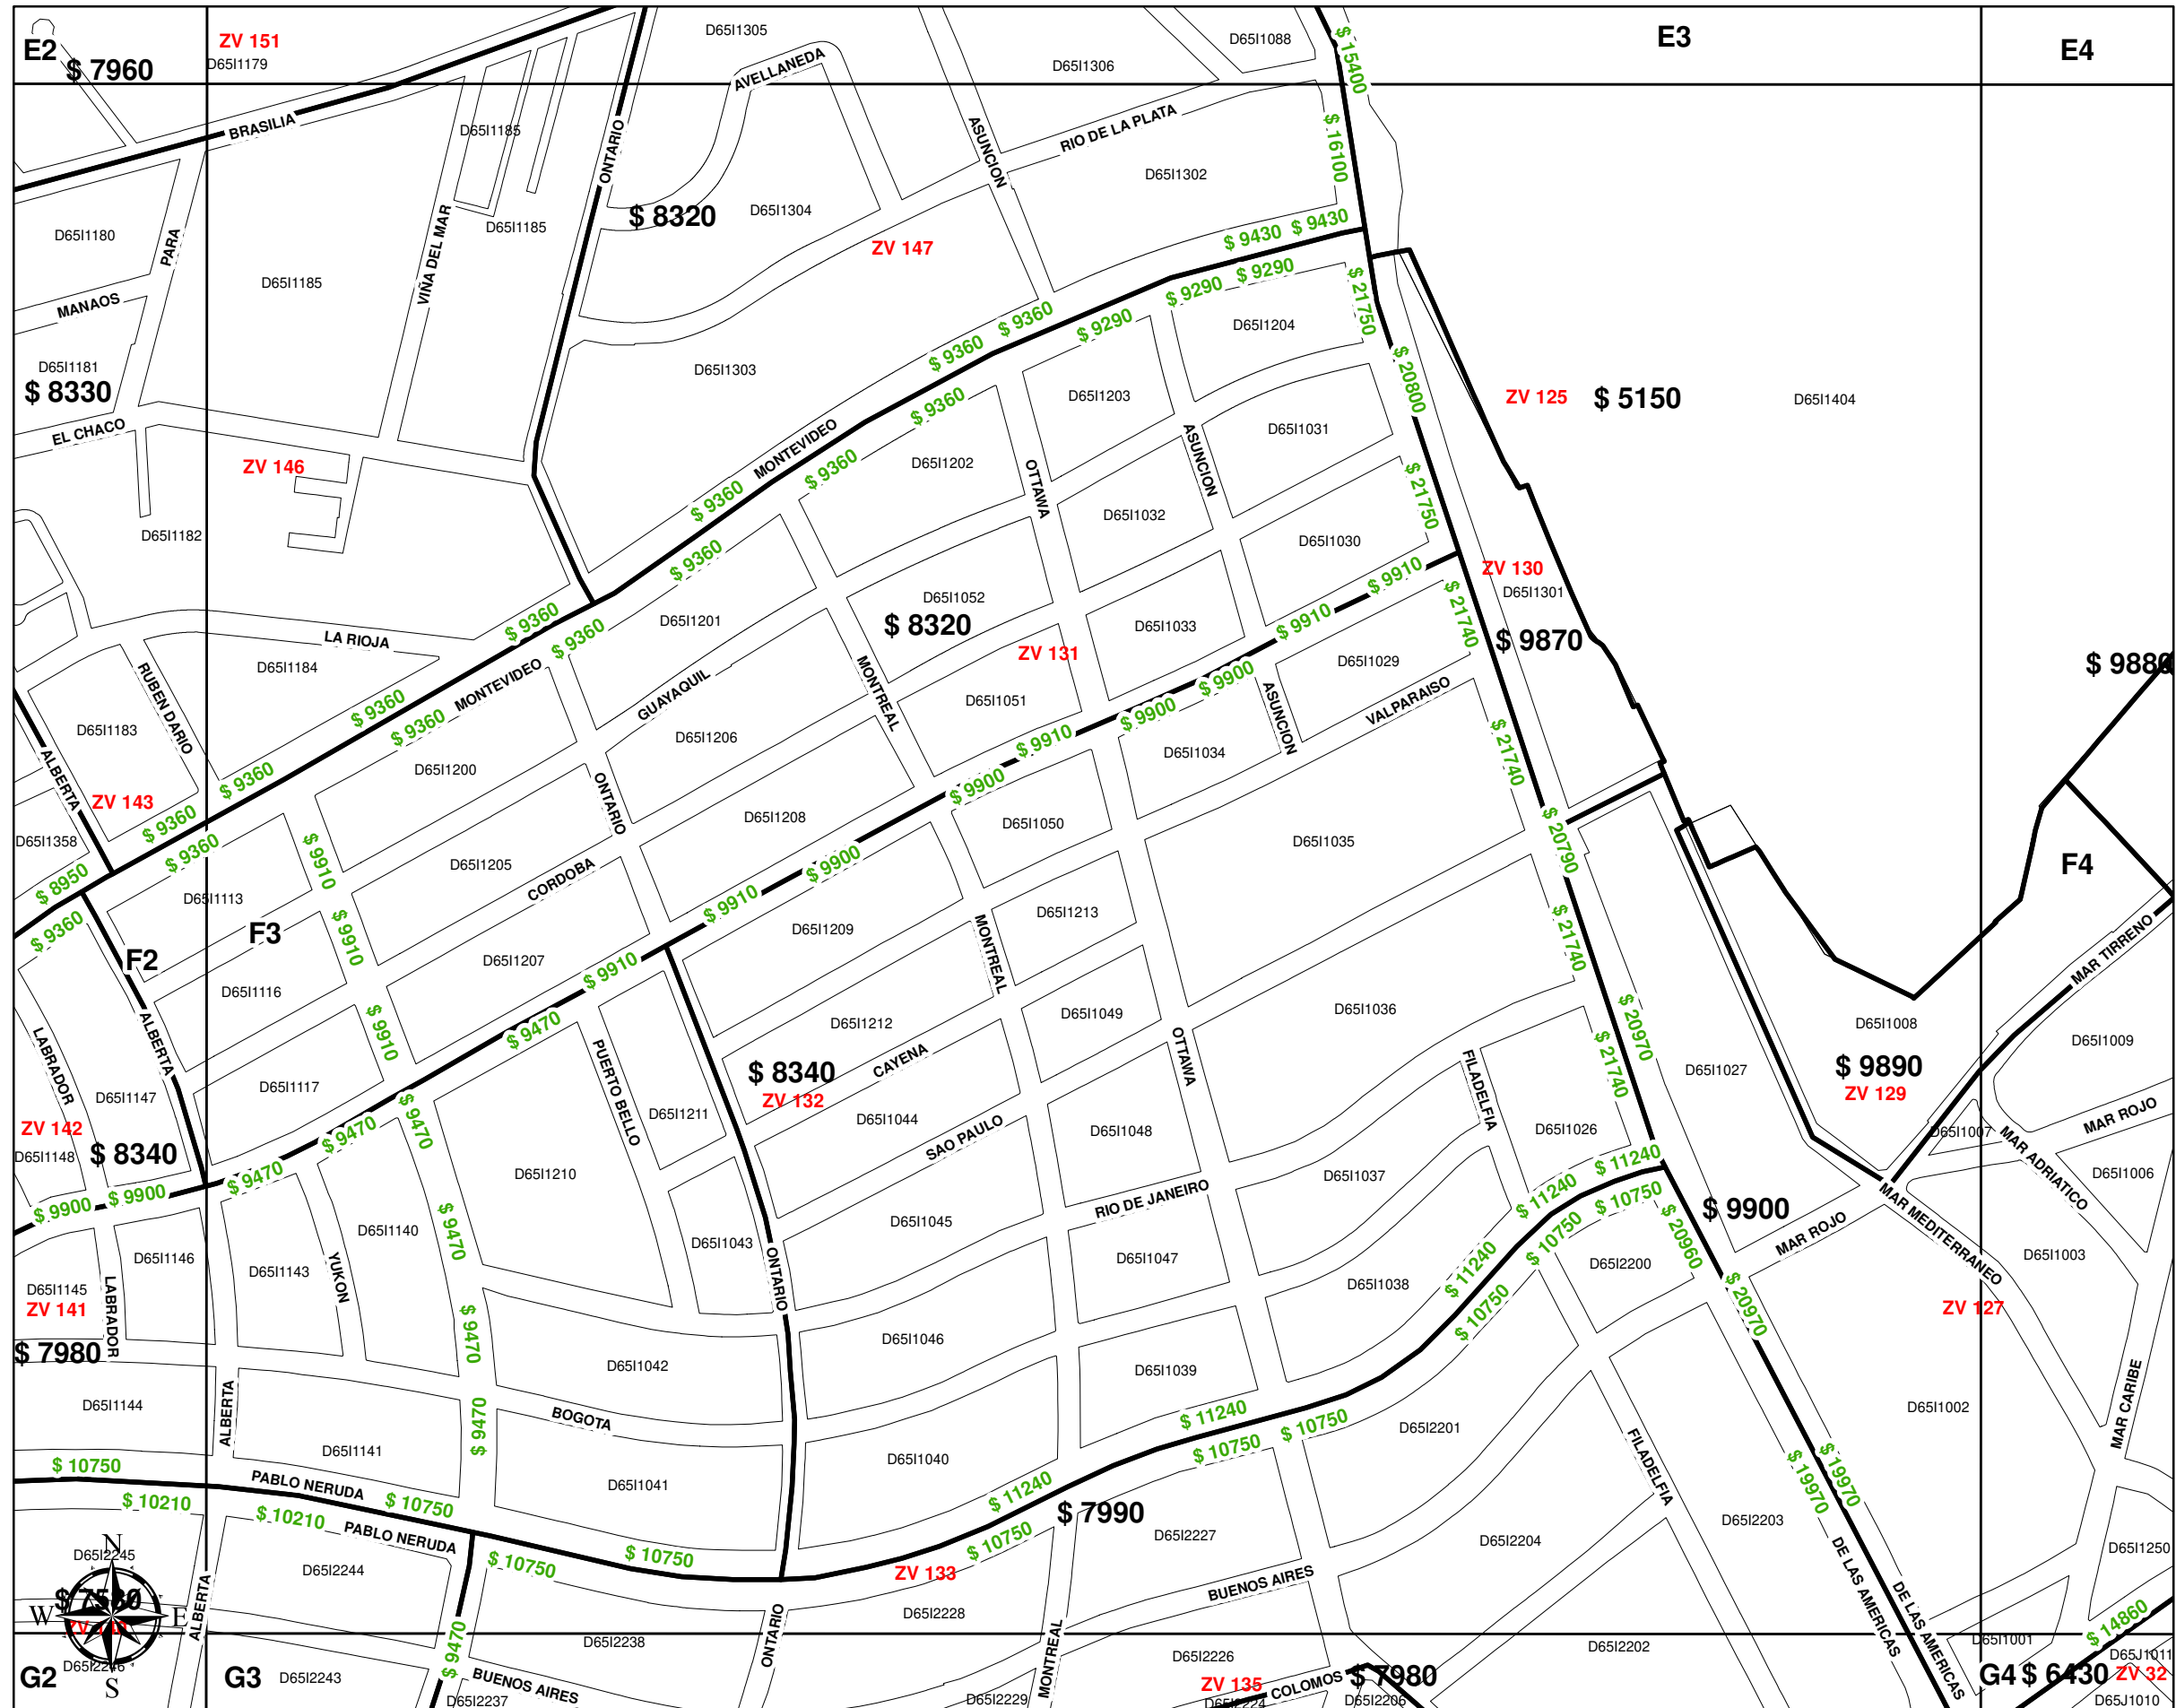 E2
$ 7960
ZV 151
D65I1179
BRASILIA
D65I1305
AVELLANEDA
D65I1306
D65I1088
$ 15400
E3
E4
D65I1185
ONTARIO
ASUNCION
RIO DE LA PLATA
$ 16100
D65I1302
D65I1180
PARA
D65I1185
VIÑA DEL MAR
D65I1185
$ 8320
D65I1304
ZV 147
$ 9430
$ 9430
MANAOS
D65I1181
$ 8330
EL CHACO
ZV 146
D65I1182
D65I1303
$ 9360
$ 9360
$ 9290
$ 9290
$ 9290
$ 21750
D65I1204
$ 20800
ZV 125
$ 5150
D65I1404
D65I1203
D65I1031
MONTEVIDEO
$ 9360
$ 9360
$ 9360
$ 9360
D65I1202
OTTAWA
ASUNCION
D65I1032
D65I1030
$ 21750
$ 9910
ZV 130
D65I1301
$ 9870
$ 9880
LA RIOJA
D65I1184
RUBEN DARIO
D65I1183
ALBERTA
ZV 143
D65I1358
$ 8950
$ 9360
$ 9360
$ 9360
$ 9360
$ 9360
$ 9360
$ 9360
$ 9360
$ 9360
MONTEVIDEO
D65I1201
GUAYAQUIL
D65I1052
$ 8320
ZV 131
MONTREAL
D65I1033
D65I1051
$ 9910
$ 9900
$ 9900
$ 9910
$ 9900
D65I1029
$ 21740
ASUNCION
VALPARAISO
D65I1034
$ 21740
D65I1200
D65I1206
ONTARIO
D65I1208
D65I1050
D65I1035
$ 20790
F4
D65I1113
F3
F2
$ 9910
$ 9910
$ 9910
D65I1205
CORDOBA
D65I1207
$ 9910
$ 9910
$ 9900
D65I1209
D65I1213
MONTREAL
$ 21740
MAR TIRRENO
D65I1116
ALBERTA
LABRADOR
D65I1147
ZV 142
D65I1148
$ 8340
D65I1117
$ 9470
$ 9470
$ 9470
$ 9470
PUERTO BELLO
D65I1211
D65I1212
$ 8340
ZV 132
CAYENA
D65I1044
SAO PAULO
D65I1049
OTTAWA
D65I1048
D65I1036
FILADELFIA
$ 20970
$ 21740
D65I1027
D65I1008
$ 9890
ZV 129
D65I1009
MAR ROJO
D65I1007
MAR ADRIATICO
D65I1006
D65I1026
$ 9900
$ 9900
D65I1210
D65I1045
RIO DE JANEIRO
D65I1037
$ 11240
$ 11240
$ 10750
$ 10750
$ 11240
$ 10750
$ 9900
MAR ROJO
MAR MEDITERRANEO
D65I1003
ZV 127
D65I1146
D65I1145
ZV 141
LABRADOR
$ 7980
D65I1143
YUKON
D65I1140
$ 9470
$ 9470
$ 9470
D65I1043
ONTARIO
D65I1047
D65I1038
D65I2200
$ 20960
$ 20970
D65I1144
ALBERTA
D65I1042
D65I1046
D65I1039
MAR CARIBE
D65I1002
BOGOTA
D65I1141
D65I1041
D65I1040
$ 11240
$ 11240
$ 10750
$ 10750
$ 10750
D65I2201
FILADELFIA
$ 19970
$ 19970
$ 10750
$ 10210
$ 10210
PABLO NERUDA
$ 10750
PABLO NERUDA
$ 10750
$ 10750
$ 7990
D65I2227
D65I2204
D65I2203
D65I1250
D65I2245
N
W
E
S
$ 7580
D65I2244
ALBERTA
ZV 133
BUENOS AIRES
D65I2228
ONTARIO
MONTREAL
$ 9470
D65I2238
D65I2226
D65I2202
DE LAS AMERICAS
DE LAS AMERICAS
D65I1001
$ 14860
G2
D65I2246
G3
D65I2243
D65I2237
BUENOS AIRES
D65I2229
ZV 135
D65I2224
COLOMOS
$ 7980
D65I2206
G4
$ 6430
D65J1011
ZV 32
D65J1010